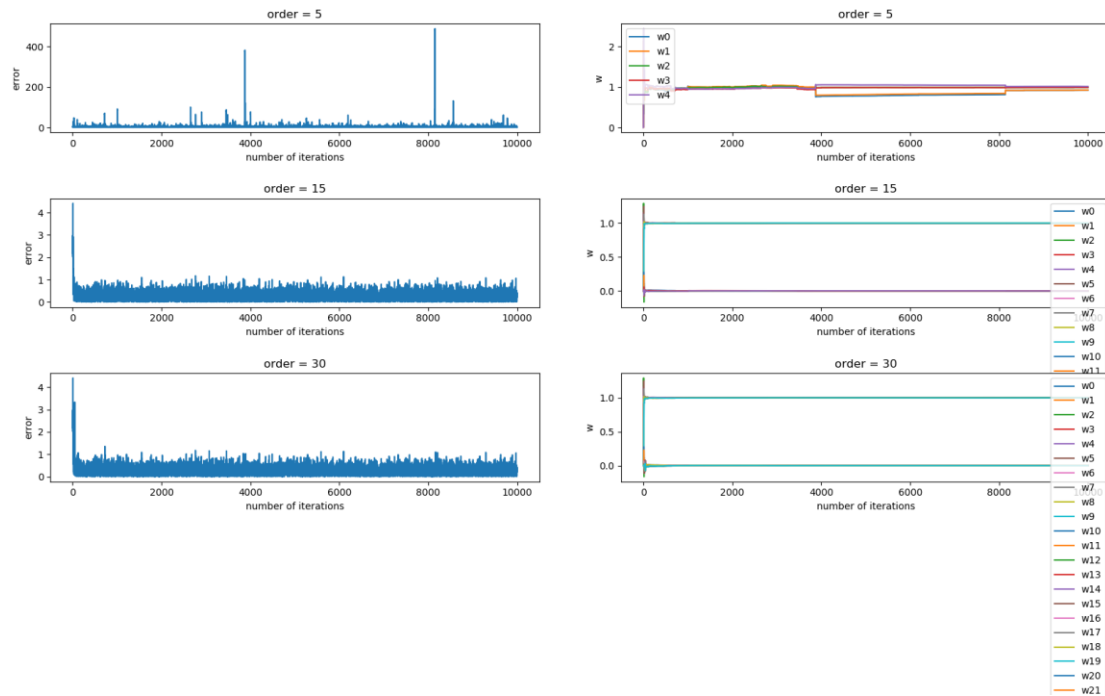 order = 5
error
400
200
0
0 2000 4000 6000 8000 10000
number of iterations
order = 5
w
2
1
0
w0
w1
w2
w3
w4
0 2000 4000 6000 8000 10000
number of iterations
order = 15
error
4
3
2
1
0
0 2000 4000 6000 8000 10000
number of iterations
order = 15
w
1.0
0.5
0.0
0 2000 4000 6000 8000 10000
number of iterations
w0
w1
w2
w3
w4
w5
w6
w7
w8
w9
w10
w11
order = 30
error
4
3
2
1
0
0 2000 4000 6000 8000 10000
number of iterations
order = 30
w
1.0
0.5
0.0
0 2000 4000 6000 8000 10000
number of iterations
w0
w1
w2
w3
w4
w5
w6
w7
w8
w9
w10
w11
w12
w13
w14
w15
w16
w17
w18
w19
w20
w21